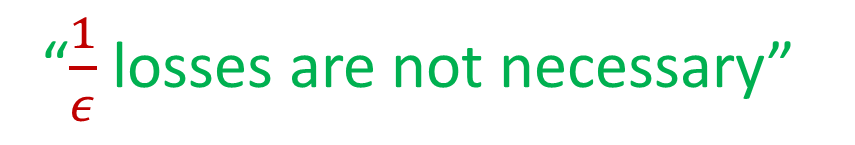 “1/ϵ losses are not necessary”